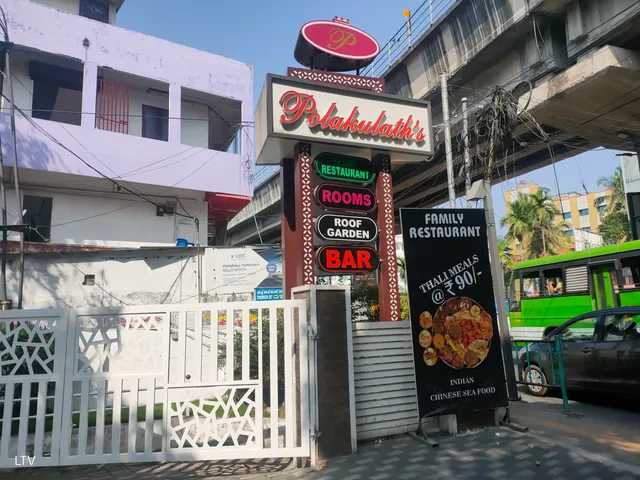 P
Polakulath's
RESTAURANT
ROOMS
ROOF
GARDEN
BAR
FAMILY
RESTAURANT
THALI MEALS
@ ₹90/-
INDIAN
CHINESE SEA FOOD
LTV